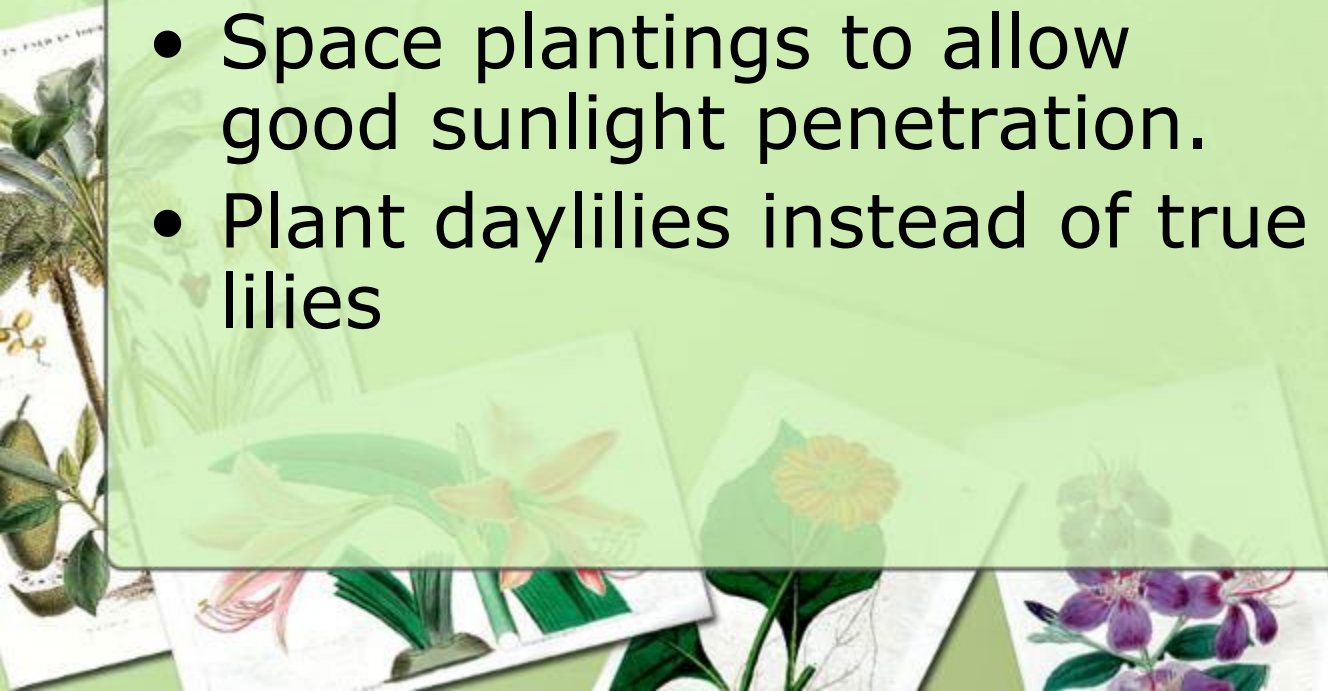 • Space plantings to allow
good sunlight penetration.
• Plant daylilies instead of true
lilies